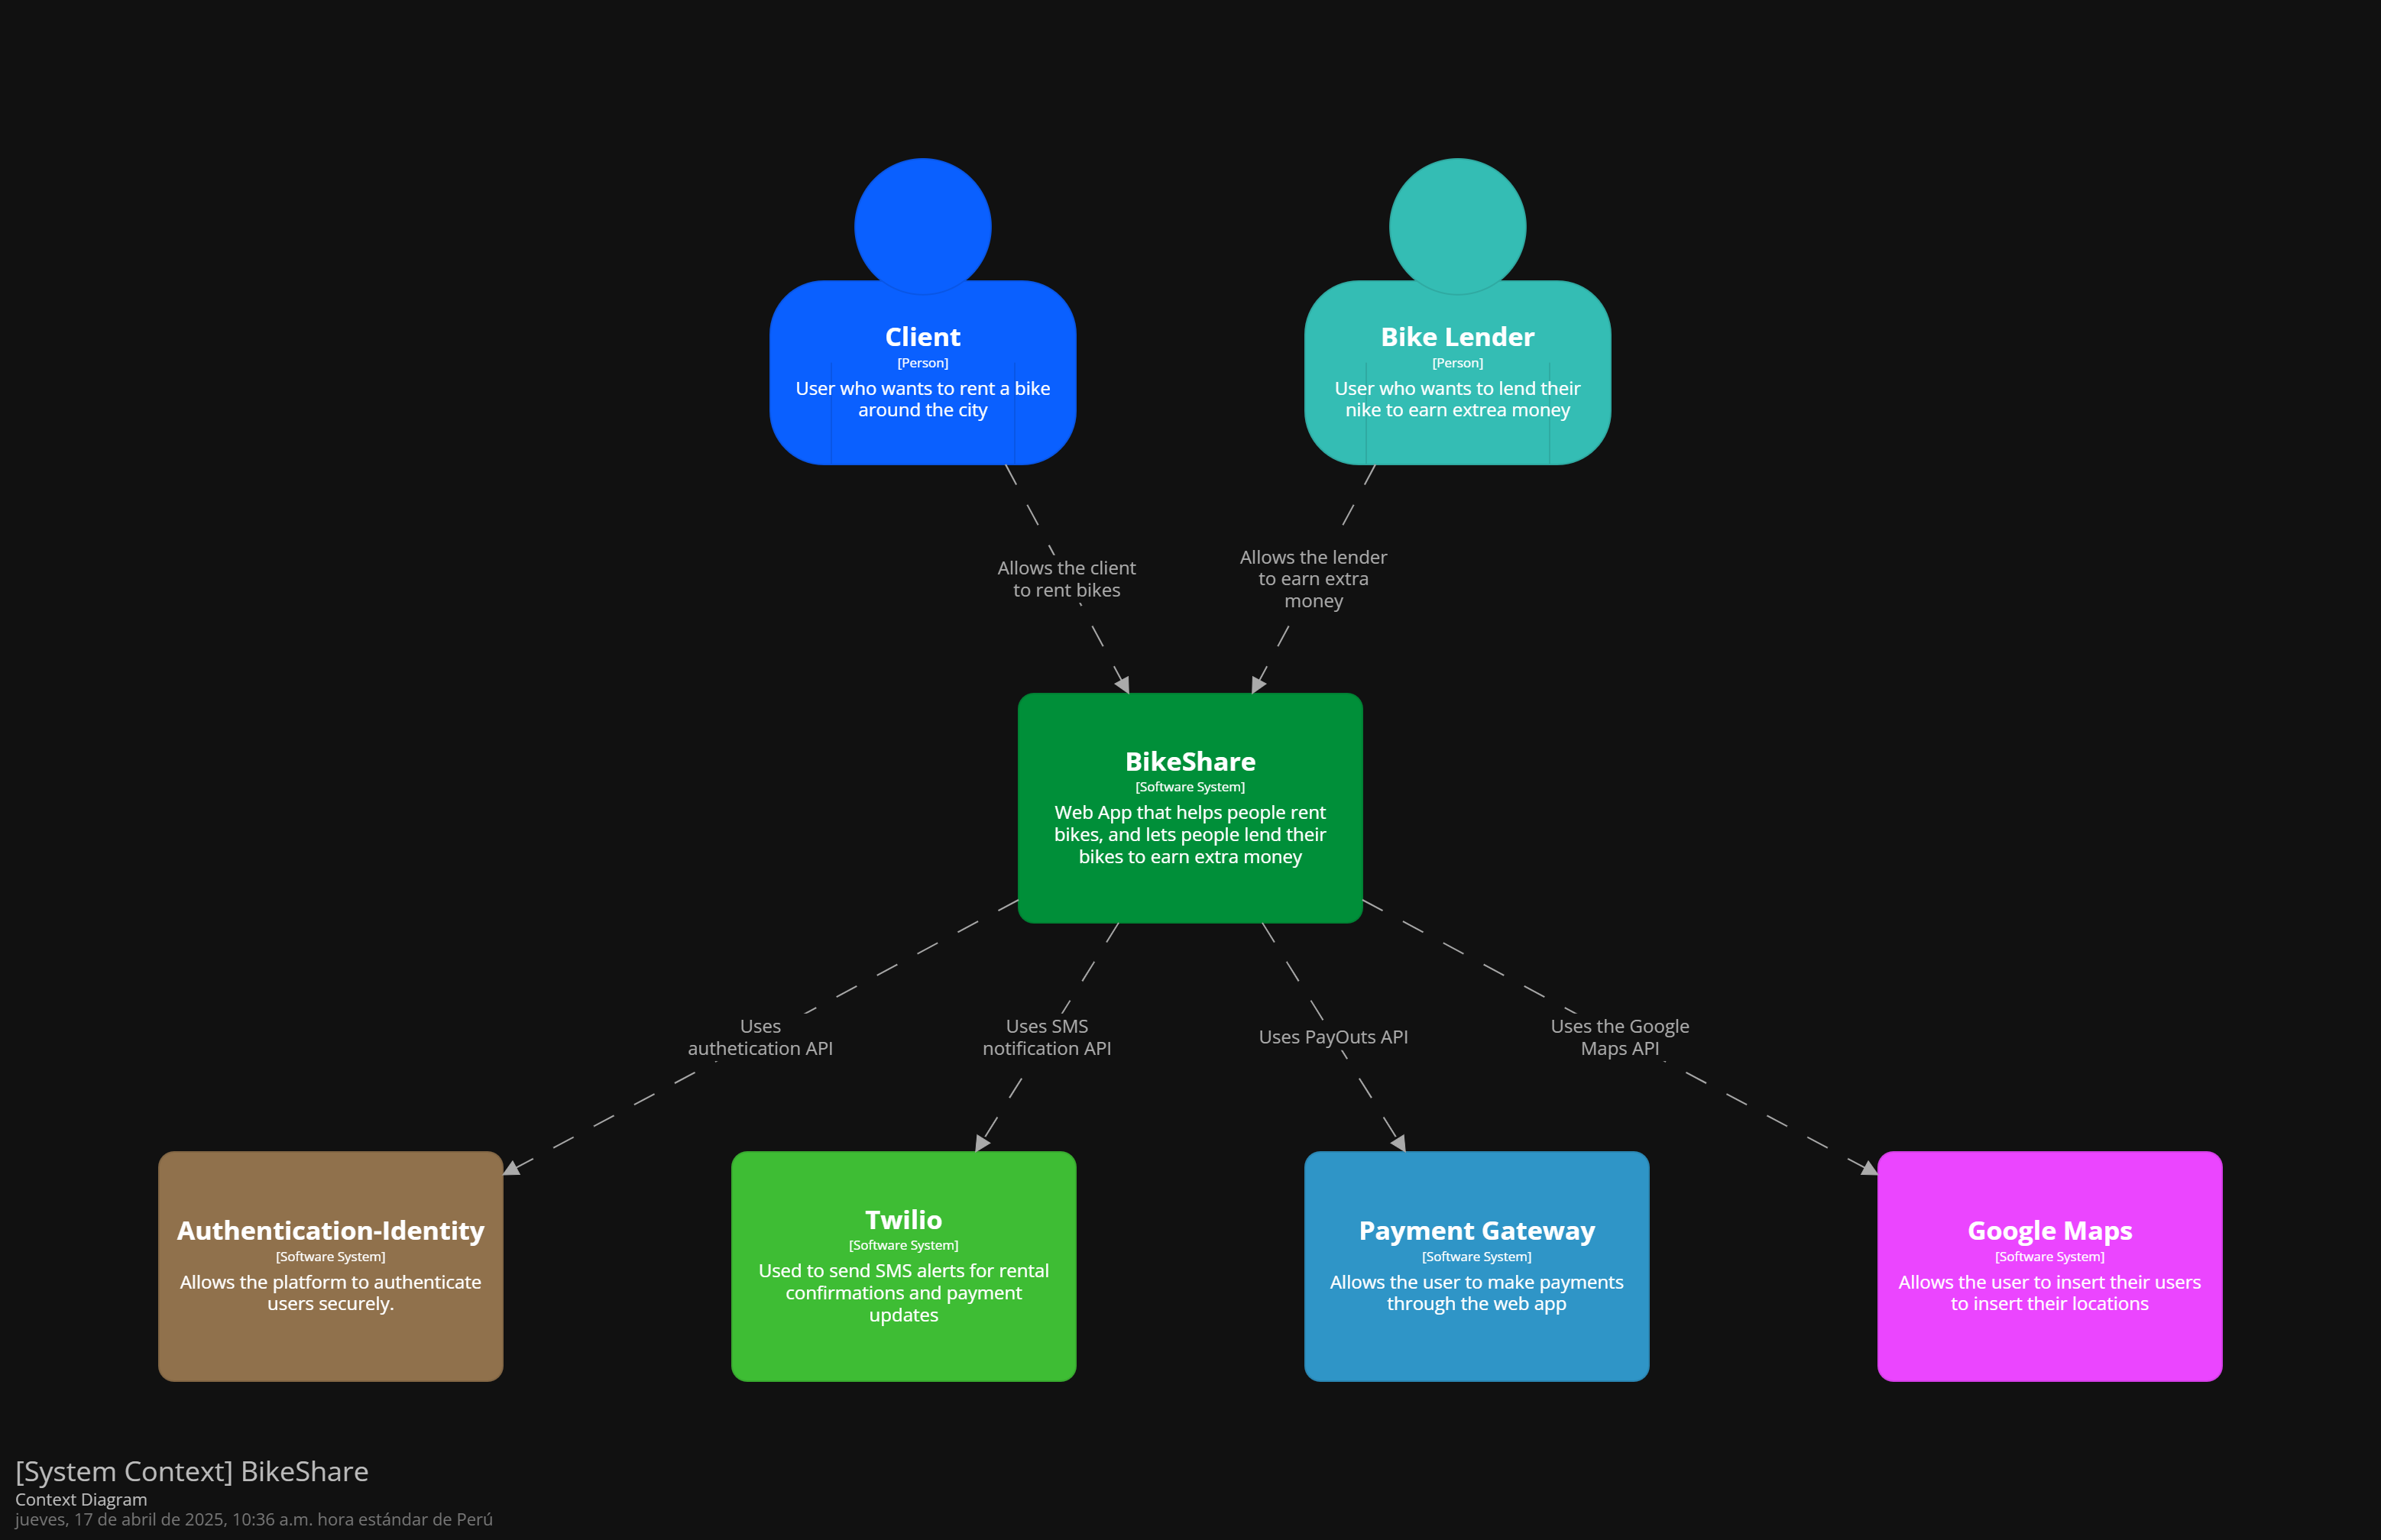 Client
[Person]
User who wants to rent a bike
around the city
Bike Lender
[Person]
User who wants to lend their
nike to earn extrea money
Allows the client
to rent bikes
Allows the lender
to earn extra
money
BikeShare
[Software System]
Web App that helps people rent
bikes, and lets people lend their
bikes to earn extra money
Uses
authetication API
Uses SMS
notification API
Uses PayOuts API
Uses the Google
Maps API
Authentication-Identity
[Software System]
Allows the platform to authenticate
users securely.
Twilio
[Software System]
Used to send SMS alerts for rental
confirmations and payment
updates
Payment Gateway
[Software System]
Allows the user to make payments
through the web app
Google Maps
[Software System]
Allows the user to insert their users
to insert their locations
[System Context] BikeShare
Context Diagram
jueves, 17 de abril de 2025, 10:36 a.m. hora estándar de Perú